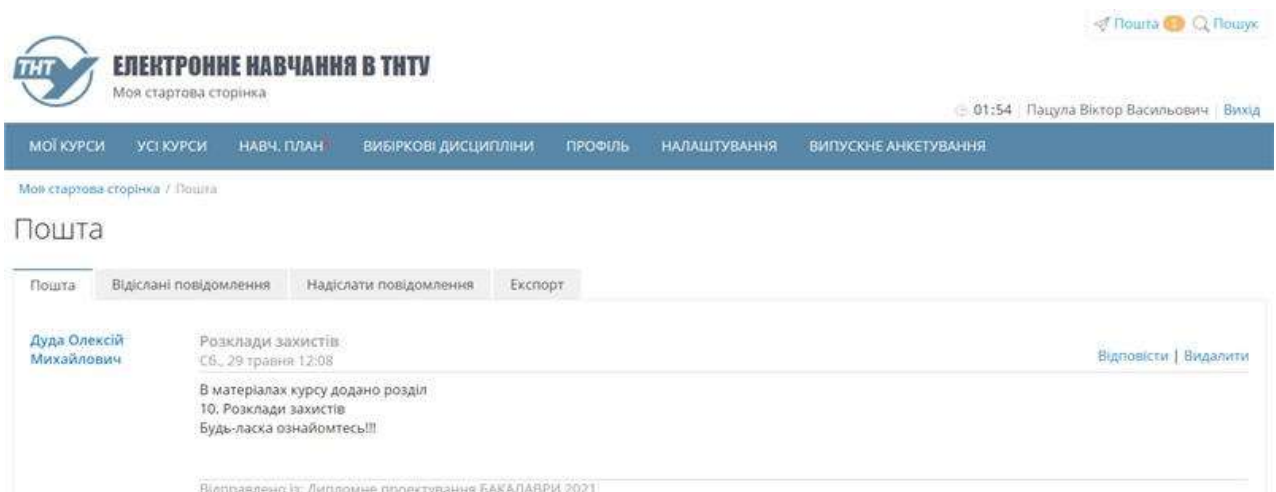 Пошта Пошук
ТНТ
ЕЛЕКТРОННЕ НАВЧАННЯ В ТНТУ
Моя стартова сторінка
01:54 Пацула Віктор Васильович Вихід
МОЇ КУРСИ УСІ КУРСИ НАВЧ. ПЛАН ВИБІРКОВІ ДИСЦИПЛІНИ ПРОФІЛЬ НАЛАШТУВАННЯ ВИПУСКНЕ АНКЕТУВАННЯ
Моя стартова сторінка / Пошта
Пошта
Пошта Відіслані повідомлення Надіслати повідомлення Експорт
Дуда Олексій Михайлович
Розклади захистів
Сб., 29 травня 12:08
Відповісти | Видалити
В матеріалах курсу додано розділ
10. Розклади захистів
Будь-ласка ознайомтесь!!!
Відправлено із: Дипломне проектування БАКАЛАВРИ 2021